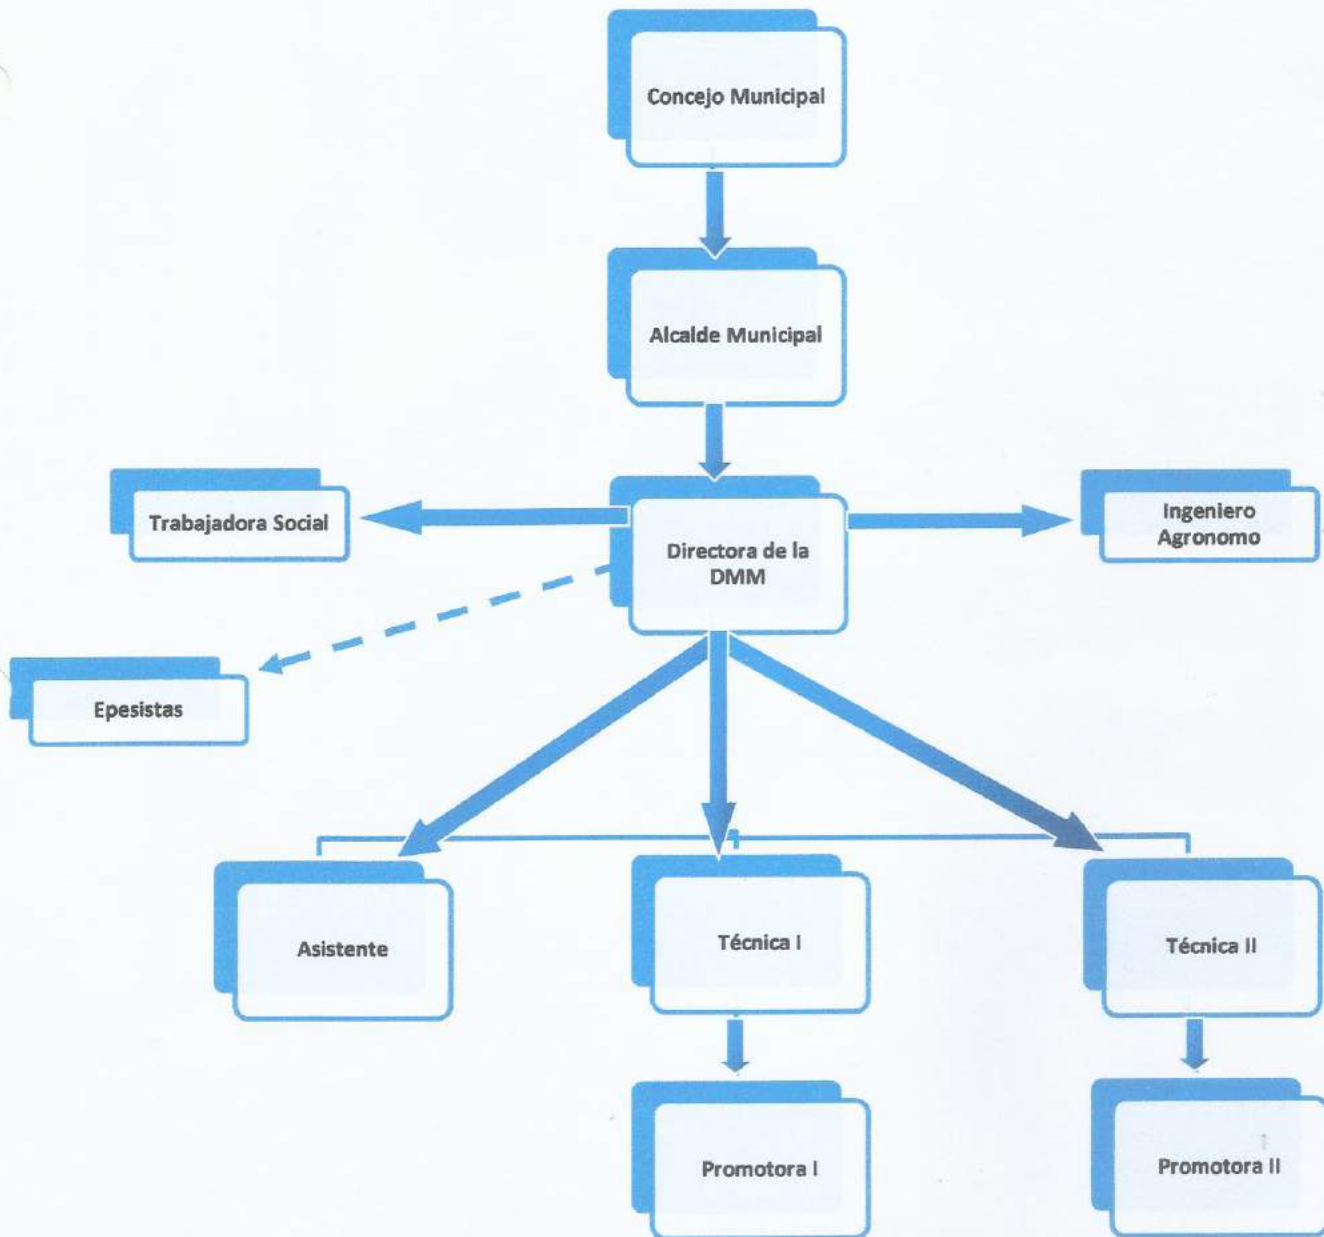 Concejo Municipal
Alcalde Municipal
Trabajadora Social
Directora de la
DMM
Ingeniero
Agronomo
Epesistas
Asistente
Técnica I
Técnica II
Promotora I
Promotora II